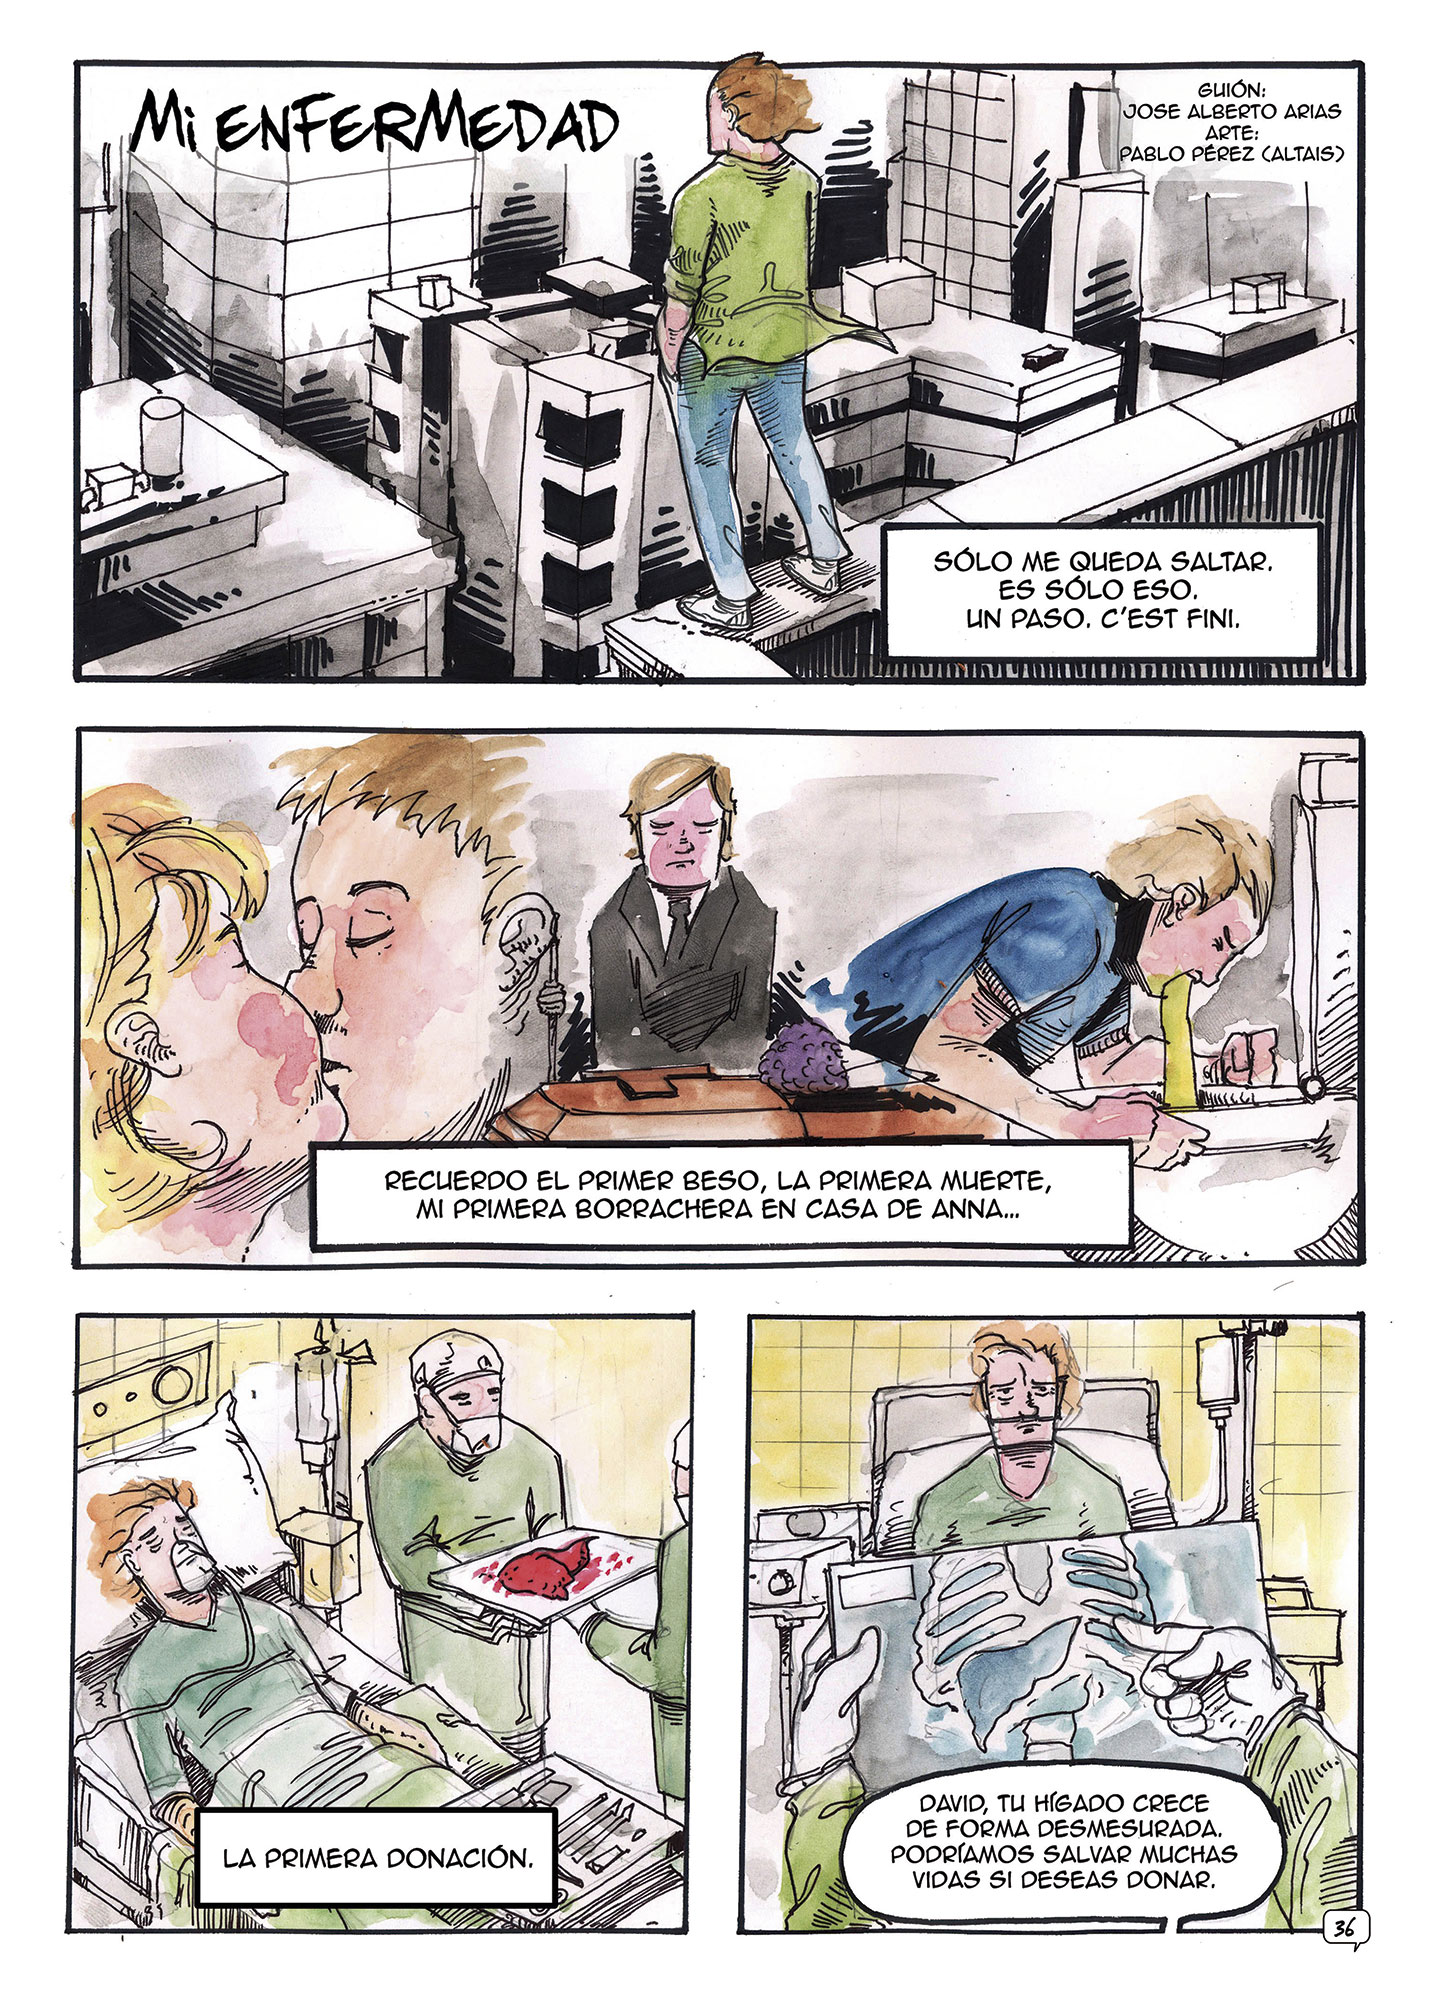 MI ENFERMEDAD
GUIÓN:
JOSE ALBERTO ARIAS
ARTE:
PABLO PÉREZ (ALTAIS)
SÓLO ME QUEDA SALTAR.
ES SÓLO ESO.
UN PASO. C'EST FINI.
RECUERDO EL PRIMER BESO, LA PRIMERA MUERTE,
MI PRIMERA BORRACHERA EN CASA DE ANNA...
LA PRIMERA DONACIÓN.
DAVID, TU HÍGADO CRECE
DE FORMA DESMESURADA.
PODRÍAMOS SALVAR MUCHAS
VIDAS SI DESEAS DONAR.
36